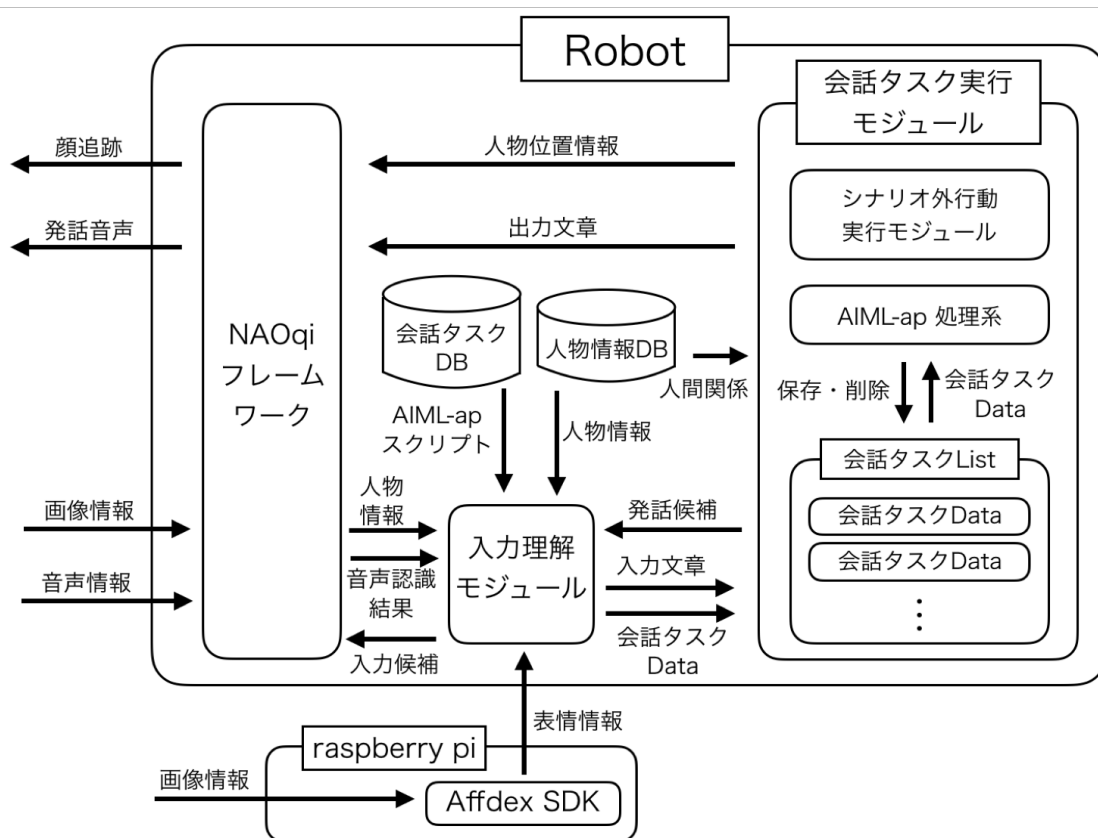 Robot
会話タスク実行
モジュール
顔追跡
人物位置情報
シナリオ外行動
実行モジュール
発話音声
出力文章
NAOqi
フレーム
ワーク
会話タスク
DB
人物情報DB
人間関係
AIML-ap 処理系
保存・削除
会話タスク
Data
AIML-ap
スクリプト
人物情報
会話タスクList
会話タスクData
会話タスクData
⋮
画像情報
音声情報
人物
情報
音声認識
結果
入力候補
入力理解
モジュール
発話候補
入力文章
会話タスク
Data
表情情報
raspberry pi
画像情報
Affdex SDK